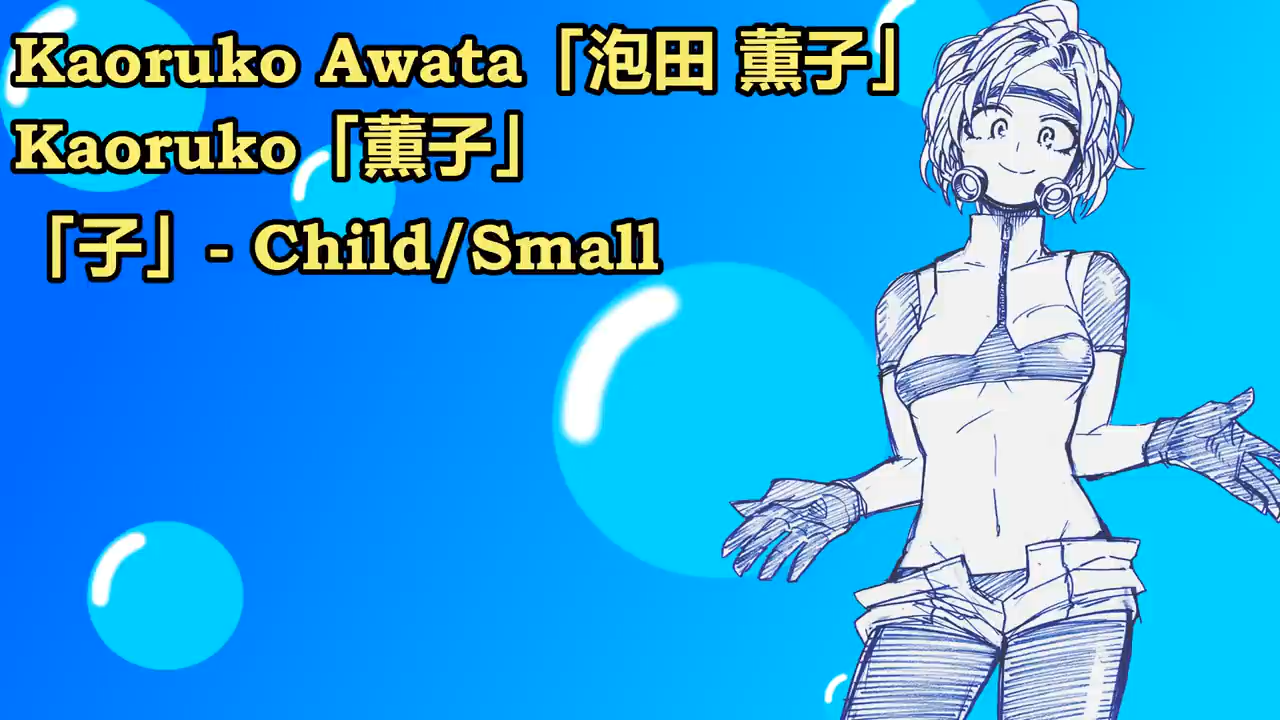 Kaoruko Awata「泡田 薫子」
Kaoruko「薫子」
「子」- Child/Small